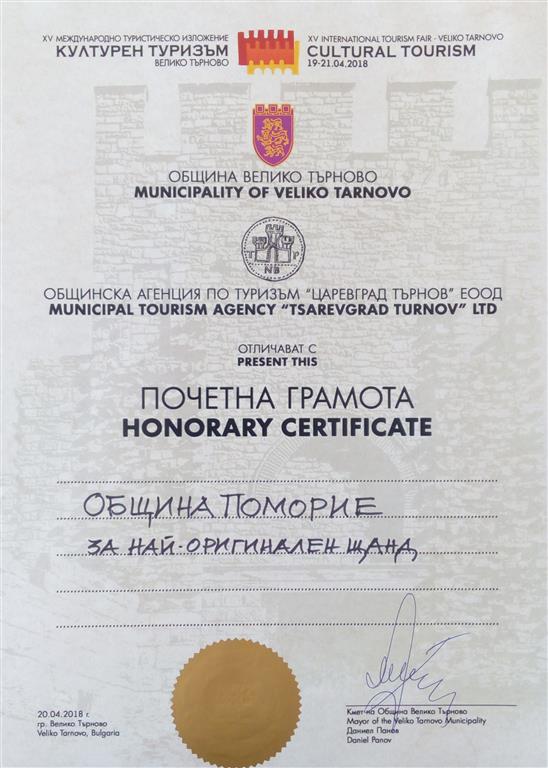 XV МЕЖДУНАРОДНО ТУРИСТИЧЕСКО ИЗЛОЖЕНИЕ
КУЛТУРЕН ТУРИЗЪМ
ВЕЛИКО ТЪРНОВО
XV INTERNATIONAL TOURISM FAIR - VELIKO TARNOVO
CULTURAL TOURISM
19-21.04.2018
ОБЩИНА ВЕЛИКО ТЪРНОВО
MUNICIPALITY OF VELIKO TARNOVO
Т Р
NB
ОБЩИНСКА АГЕНЦИЯ ПО ТУРИЗЪМ "ЦАРЕВГРАД ТЪРНОВ" ЕООД
MUNICIPAL TOURISM AGENCY "TSAREVGRAD TURNOV" LTD
ОТЛИЧАВАТ С
PRESENT THIS
ПОЧЕТНА ГРАМОТА
HONORARY CERTIFICATE
ОБЩИНА ПОМОРИЕ
ЗА НАЙ-ОРИГИНАЛЕН ЩАНД
20.04.2018 г.
гр. Велико Търново
Veliko Tarnovo, Bulgaria
Кмет на Община Велико Търново
Mayor of the Veliko Tarnovo Municipality
Даниел Панов
Daniel Panov